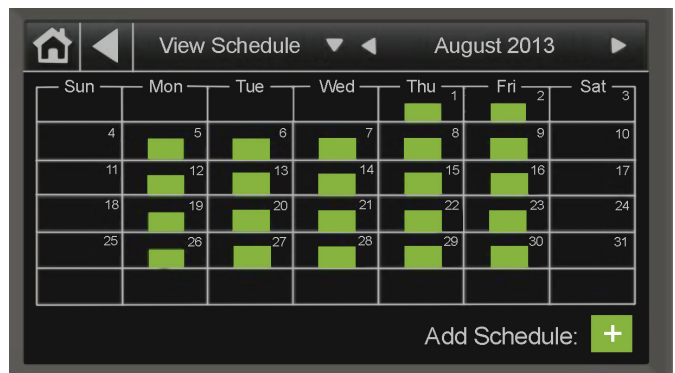 View Schedule August 2013
Sun Mon Tue Wed Thu Fri Sat
1 2 3
4 5 6 7 8 9 10
11 12 13 14 15 16 17
18 19 20 21 22 23 24
25 26 27 28 29 30 31
Add Schedule: +